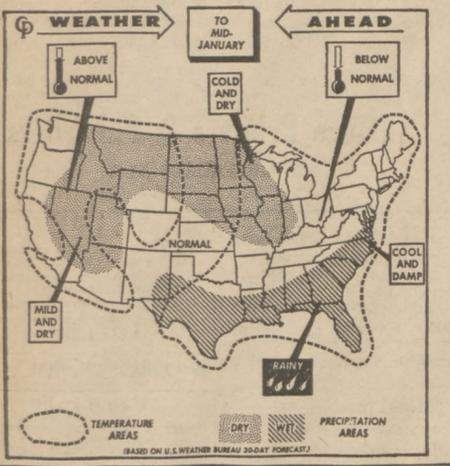 CP WEATHER
TO
MID-
JANUARY
AHEAD
ABOVE
NORMAL
COLD
AND
DRY
BELOW
NORMAL
NORMAL
COOL
AND
DAMP
MILD
AND
DRY
RAINY
TEMPERATURE
AREAS
DRY
WET
PRECIPITATION
AREAS
(BASED ON U.S. WEATHER BUREAU 30-DAY FORECAST.)